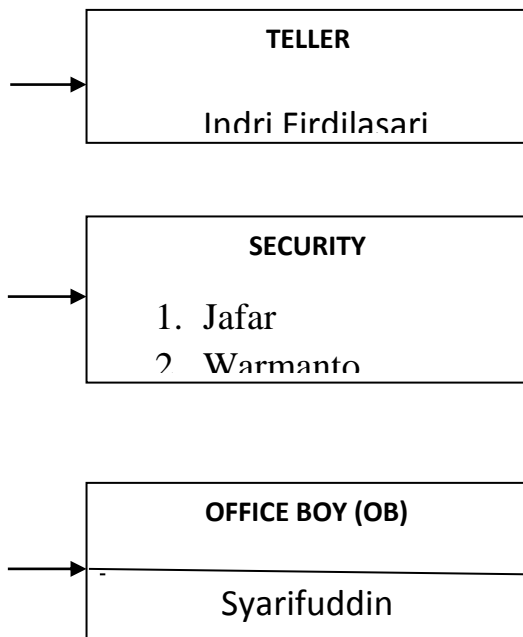 TELLER
Indri Firdilasari
SECURITY
1. Jafar
2. Warmanto
OFFICE BOY (OB)
-
Syarifuddin